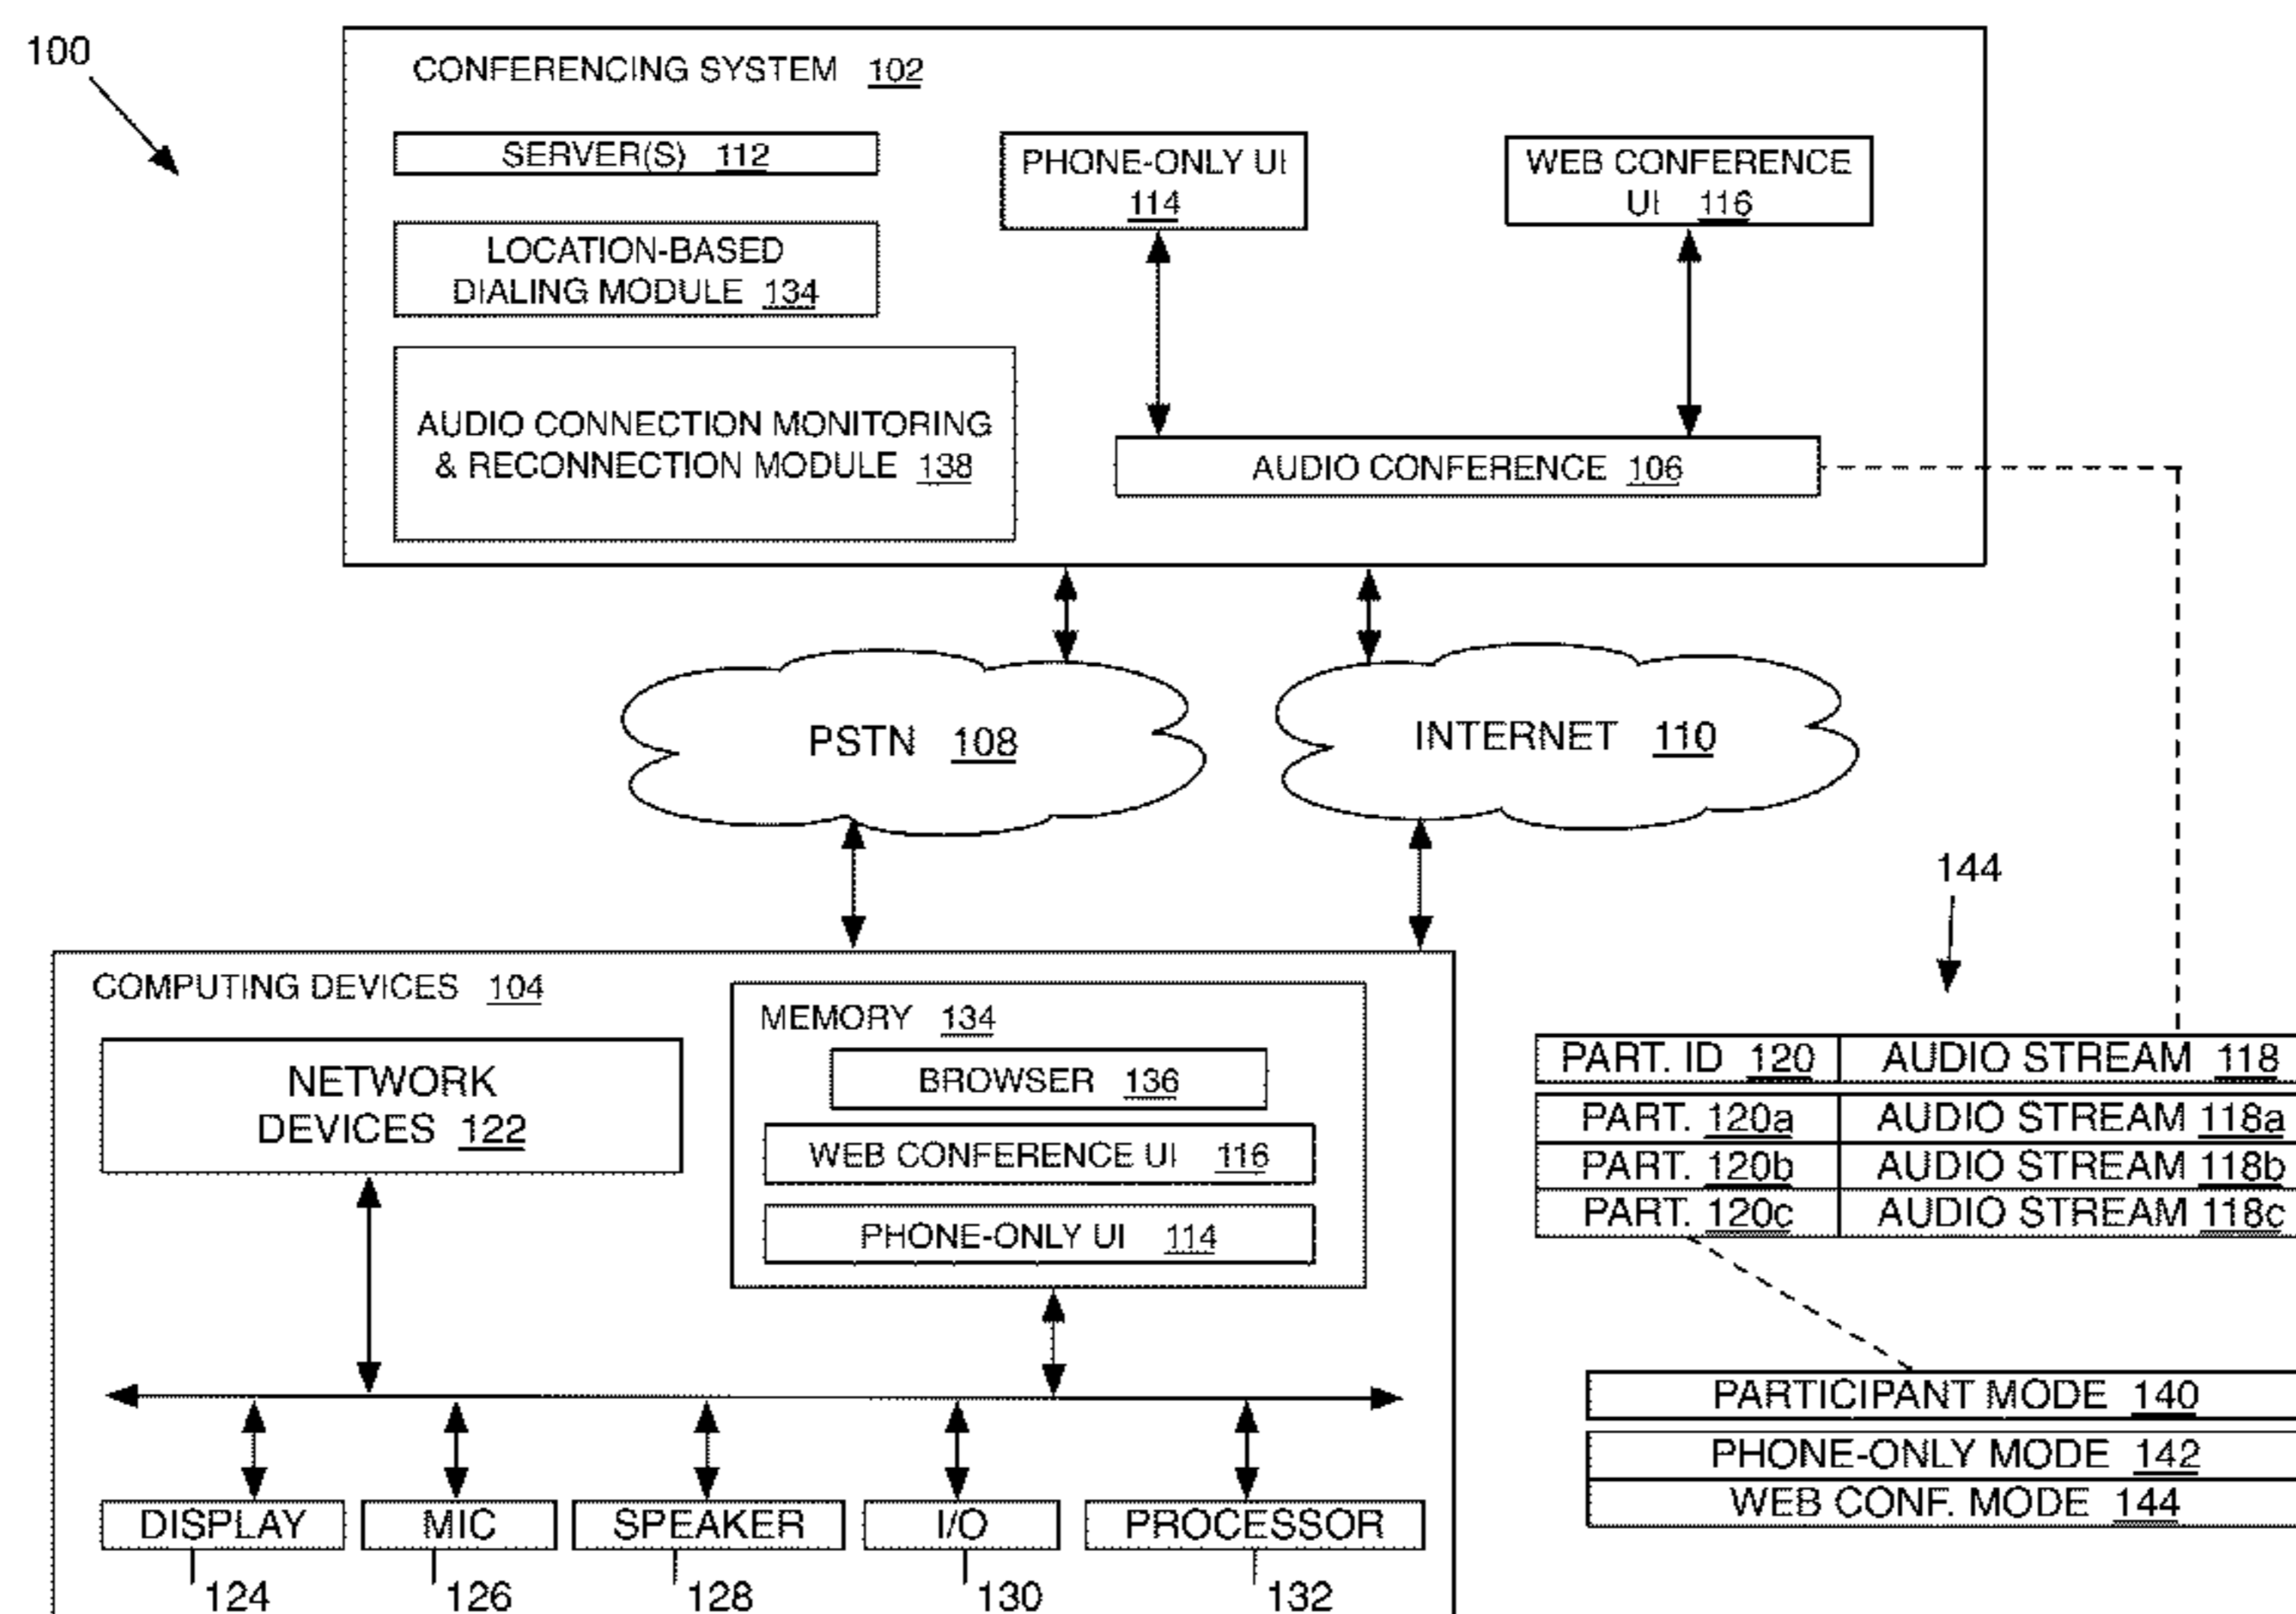 100
CONFERENCING SYSTEM 102
SERVER(S) 112
PHONE-ONLY UI
114
WEB CONFERENCE
UI 116
LOCATION-BASED
DIALING MODULE 134
AUDIO CONNECTION MONITORING
& RECONNECTION MODULE 138
AUDIO CONFERENCE 106
PSTN 108
INTERNET 110
144
COMPUTING DEVICES 104
NETWORK
DEVICES 122
MEMORY 134
BROWSER 136
WEB CONFERENCE UI 116
PHONE-ONLY UI 114
PART. ID 120 AUDIO STREAM 118
PART. 120a AUDIO STREAM 118a
PART. 120b AUDIO STREAM 118b
PART. 120c AUDIO STREAM 118c
PARTICIPANT MODE 140
PHONE-ONLY MODE 142
WEB CONF. MODE 144
DISPLAY MIC SPEAKER I/O PROCESSOR
124 126 128 130 132